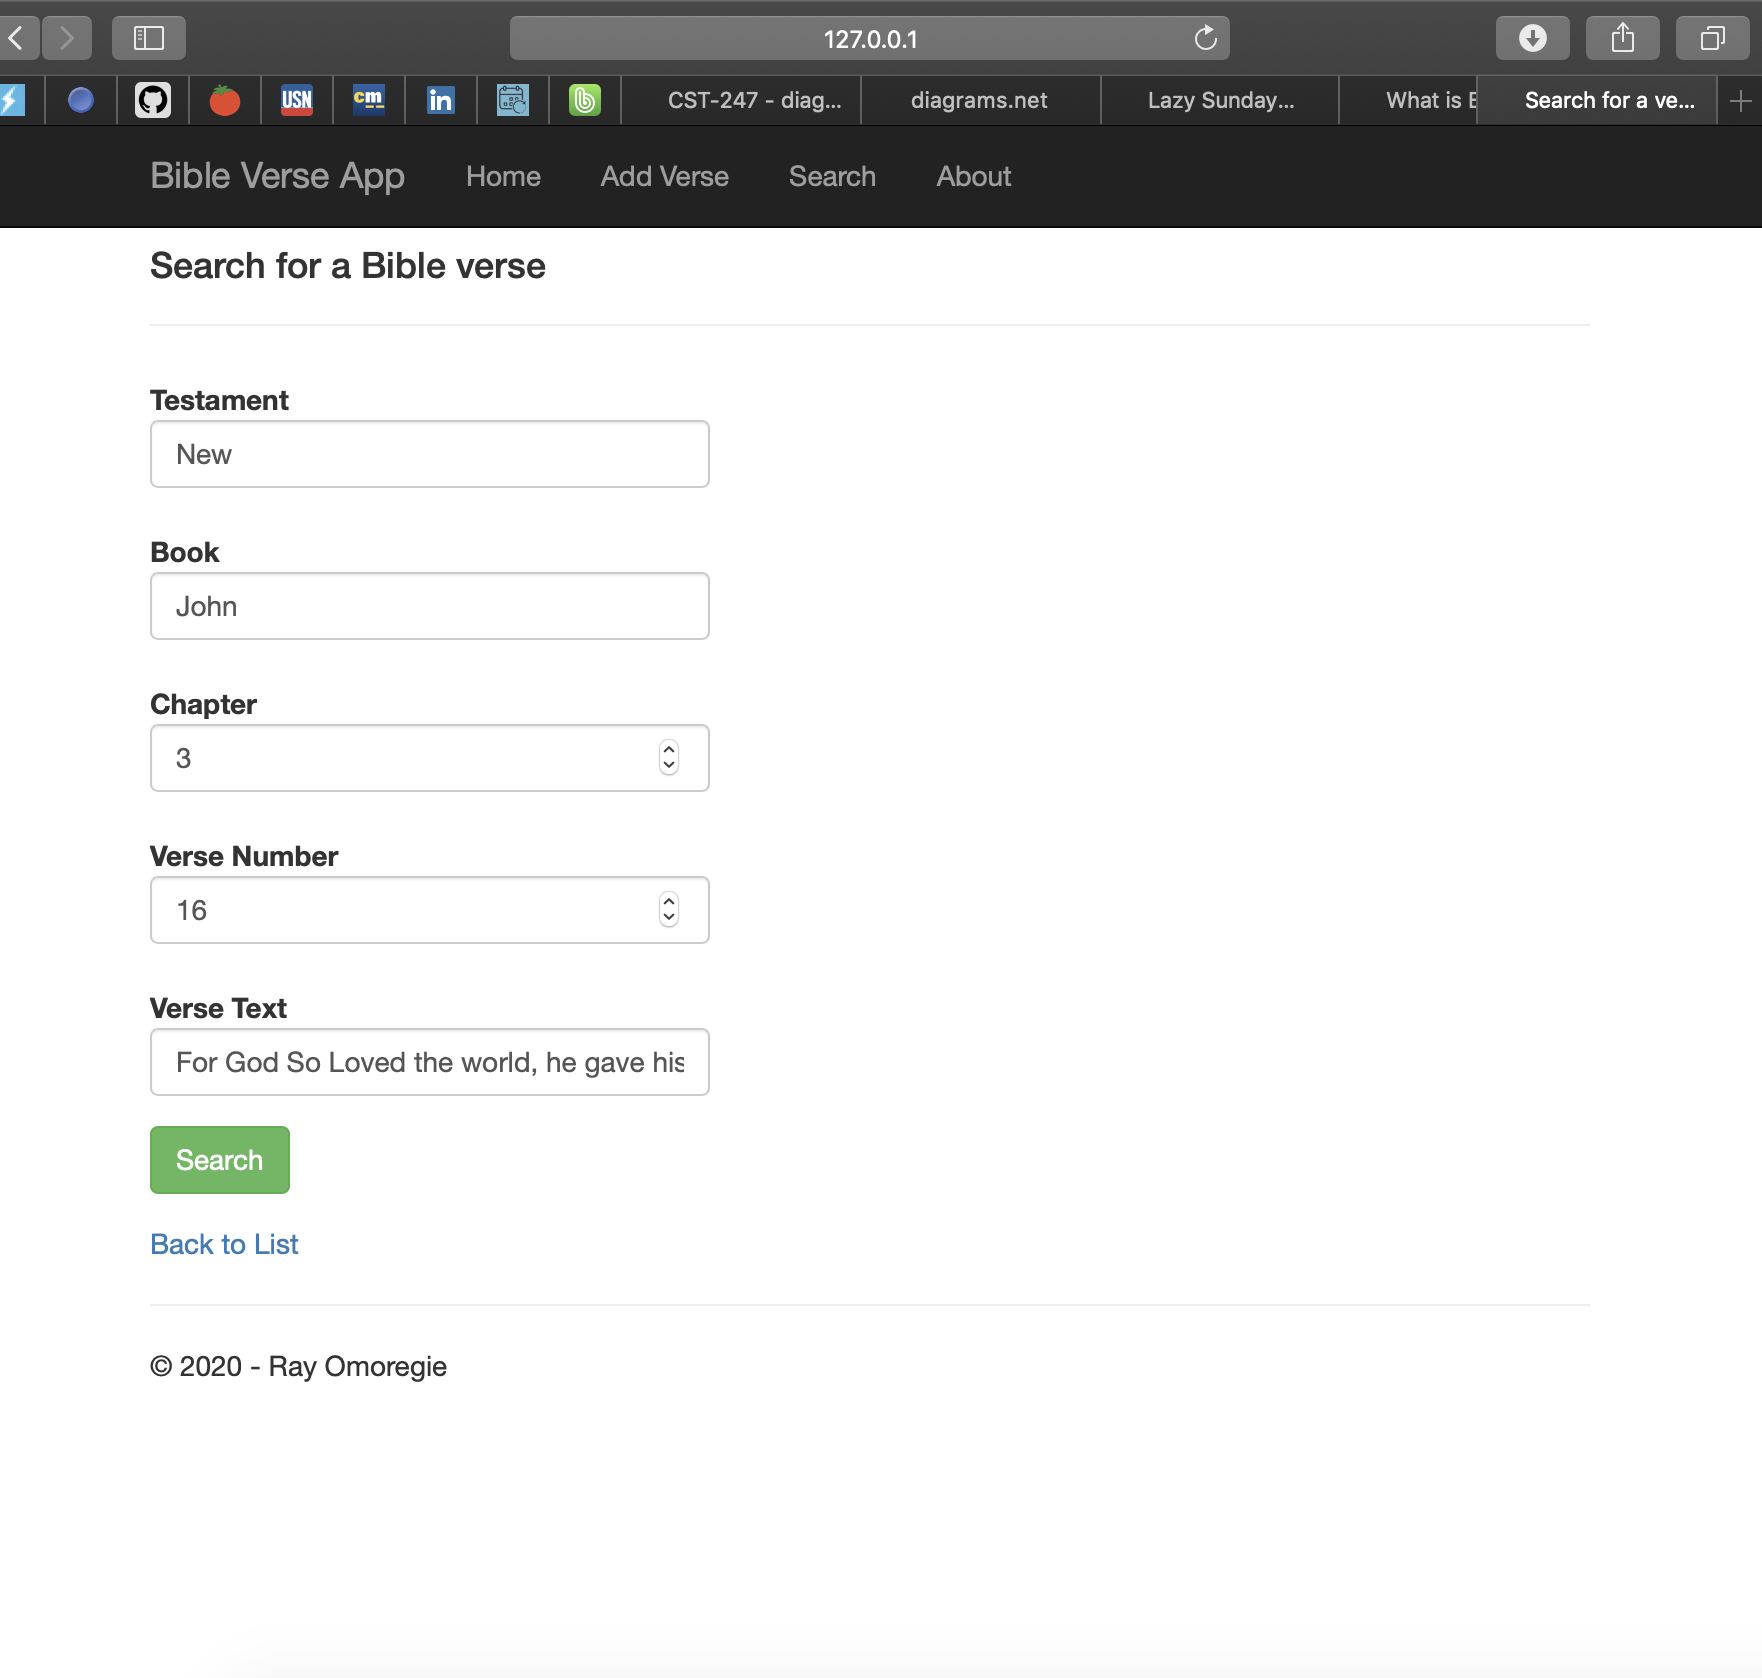 127.0.0.1
USN cm in CST-247 - diag... diagrams.net Lazy Sunday... What is Search for a ve...
Bible Verse App Home Add Verse Search About
Search for a Bible verse
Testament
New
Book
John
Chapter
3
Verse Number
16
Verse Text
For God So Loved the world, he gave his
Search
Back to List
© 2020 - Ray Omoregie